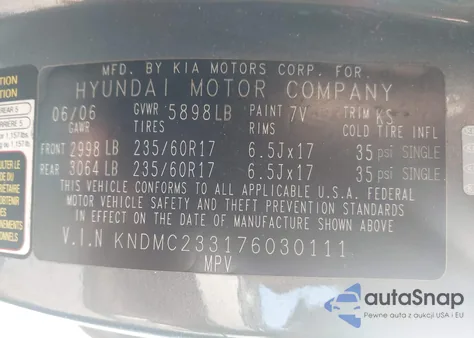 MFD. BY KIA MOTORS CORP. FOR
HYUNDAI MOTOR COMPANY
06/06 GVWR 5898LB PAINT 7V TRIM KS
GAWR TIRES RIMS COLD TIRE INFL
FRONT 2998 LB 235/60R17 6.5Jx17 35 psi SINGLE
REAR 3064 LB 235/60R17 6.5Jx17 35 psi SINGLE
THIS VEHICLE CONFORMS TO ALL APPLICABLE U.S.A. FEDERAL
MOTOR VEHICLE SAFETY AND THEFT PREVENTION STANDARDS
IN EFFECT ON THE DATE OF MANUFACTURE SHOWN ABOVE
V.I.N KNDMC233176030111
MPV
autoSnap
Pewne auta z aukcji USA i EU